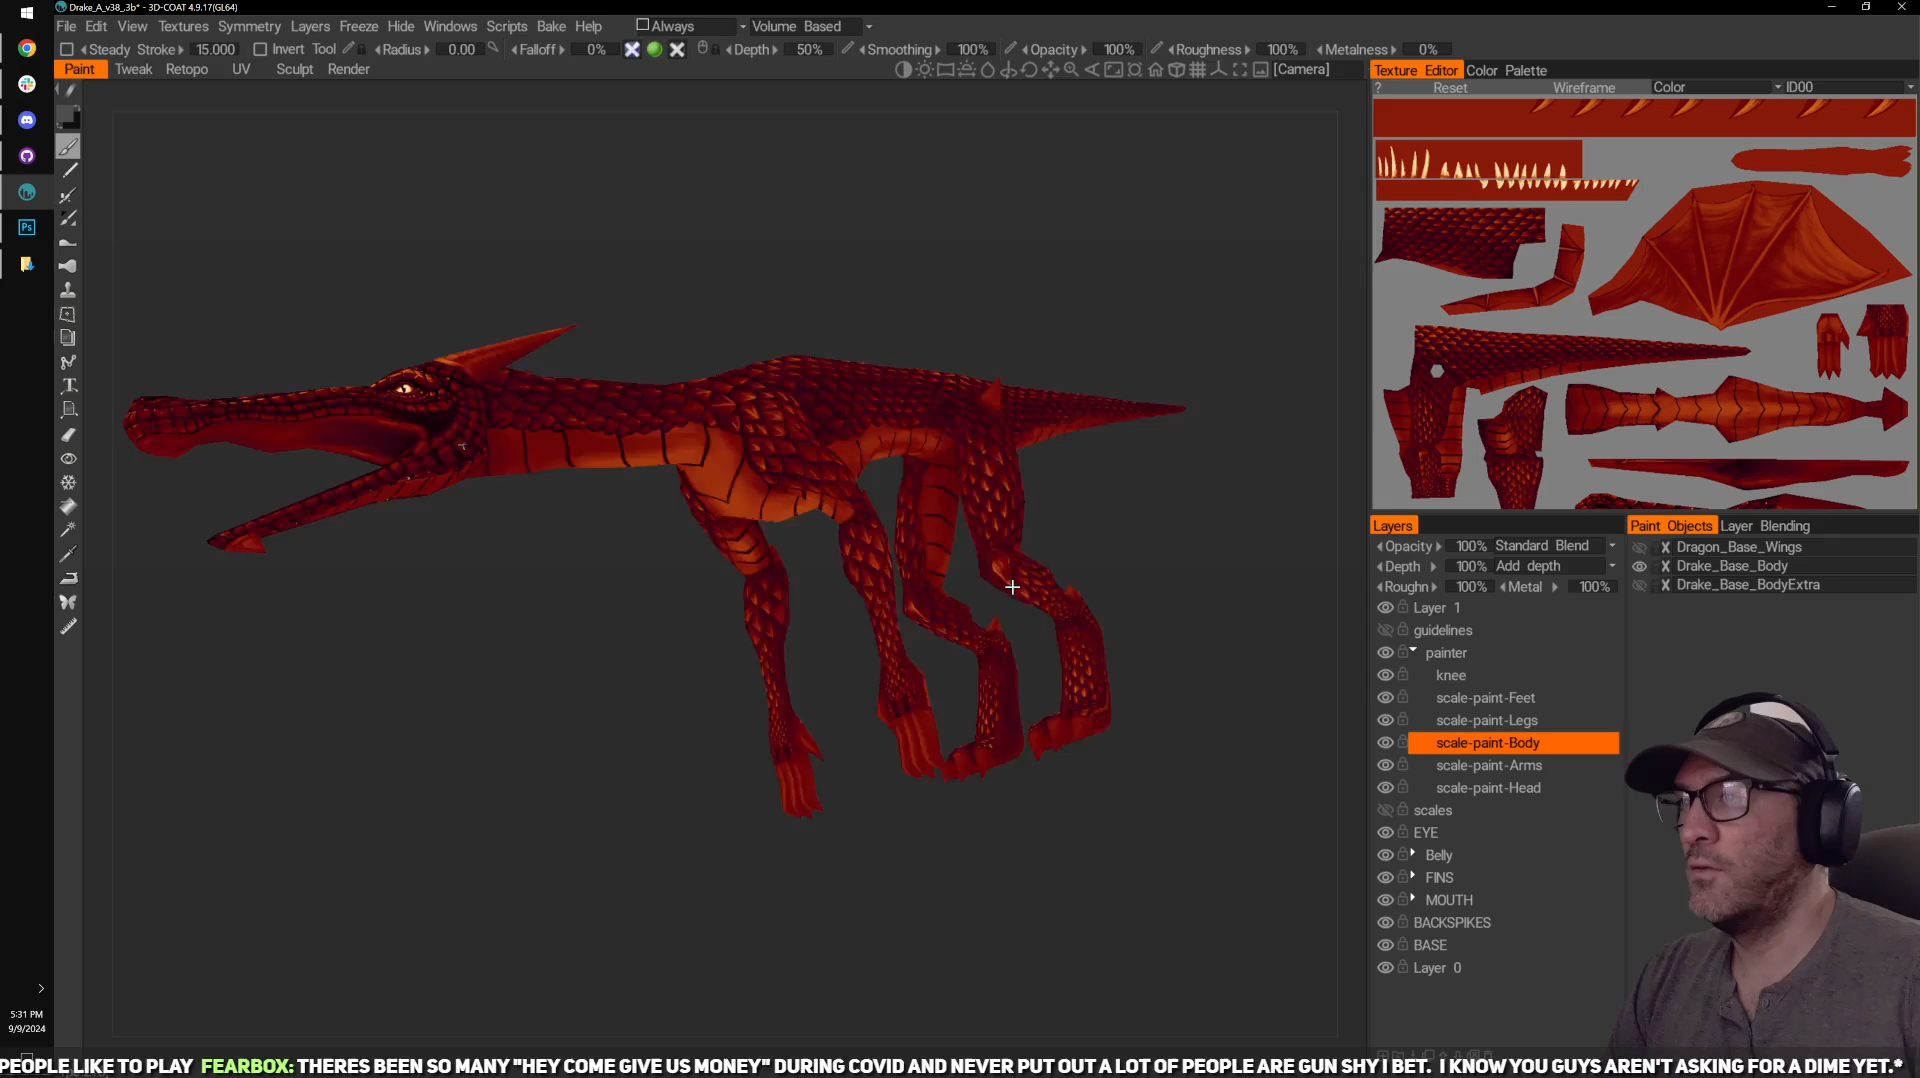 Drake_A_v38_.3b* - 3D-COAT 4.9.17(GL64)
File Edit View Textures Symmetry Layers Freeze Hide Windows Scripts Bake Help Always Volume Based
Steady Stroke 15.000 Invert Tool Radius 0.00 Falloff 0% Depth 50% Smoothing 100% Opacity 100% Roughness 100% Metalness 0%
Paint Tweak Retopo UV Sculpt Render [Camera]
Texture Editor Color Palette
? Reset Wireframe Color ID00
Ps
Layers
Opacity 100% Standard Blend
Depth 100% Add depth
Roughn 100% Metal 100%
Layer 1
guidelines
painter
knee
scale-paint-Feet
scale-paint-Legs
scale-paint-Body
scale-paint-Arms
scale-paint-Head
scales
EYE
Belly
FINS
MOUTH
BACKSPIKES
BASE
Layer 0
Paint Objects Layer Blending
Dragon_Base_Wings
Drake_Base_Body
Drake_Base_BodyExtra
5:31 PM
9/9/2024
PEOPLE LIKE TO PLAY FEARBOX: THERES BEEN SO MANY "HEY COME GIVE US MONEY" DURING COVID AND NEVER PUT OUT A LOT OF PEOPLE ARE GUN SHY I BET. I KNOW YOU GUYS AREN'T ASKING FOR A DIME YET.*